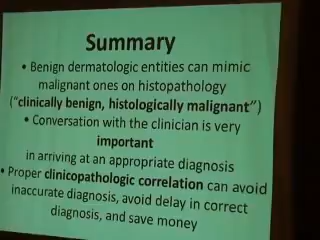 Summary
• Benign dermatologic entities can mimic
malignant ones on histopathology
("clinically benign, histologically malignant")
• Conversation with the clinician is very
important
in arriving at an appropriate diagnosis
• Proper clinicopathologic correlation can avoid
inaccurate diagnosis, avoid delay in correct
diagnosis, and save money